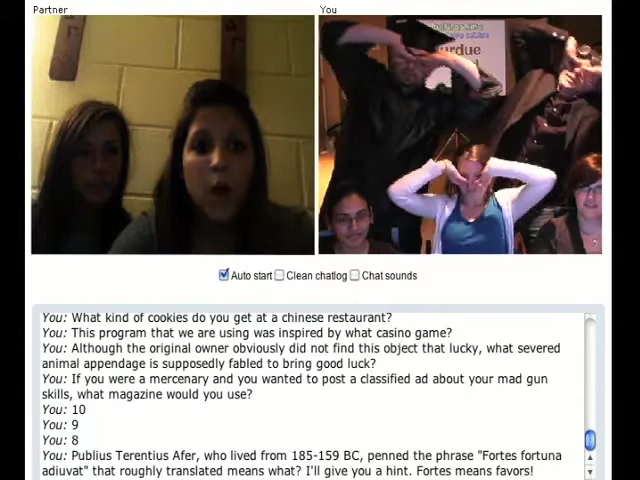 Partner
You
urdue
Auto start Clean chatlog Chat sounds
You: What kind of cookies do you get at a chinese restaurant?
You: This program that we are using was inspired by what casino game?
You: Although the original owner obviously did not find this object that lucky, what severed
animal appendage is supposedly fabled to bring good luck?
You: If you were a mercenary and you wanted to post a classified ad about your mad gun
skills, what magazine would you use?
You: 10
You: 9
You: 8
You: Publius Terentius Afer, who lived from 185-159 BC, penned the phrase "Fortes fortuna
adiuvat" that roughly translated means what? I'll give you a hint. Fortes means favors!